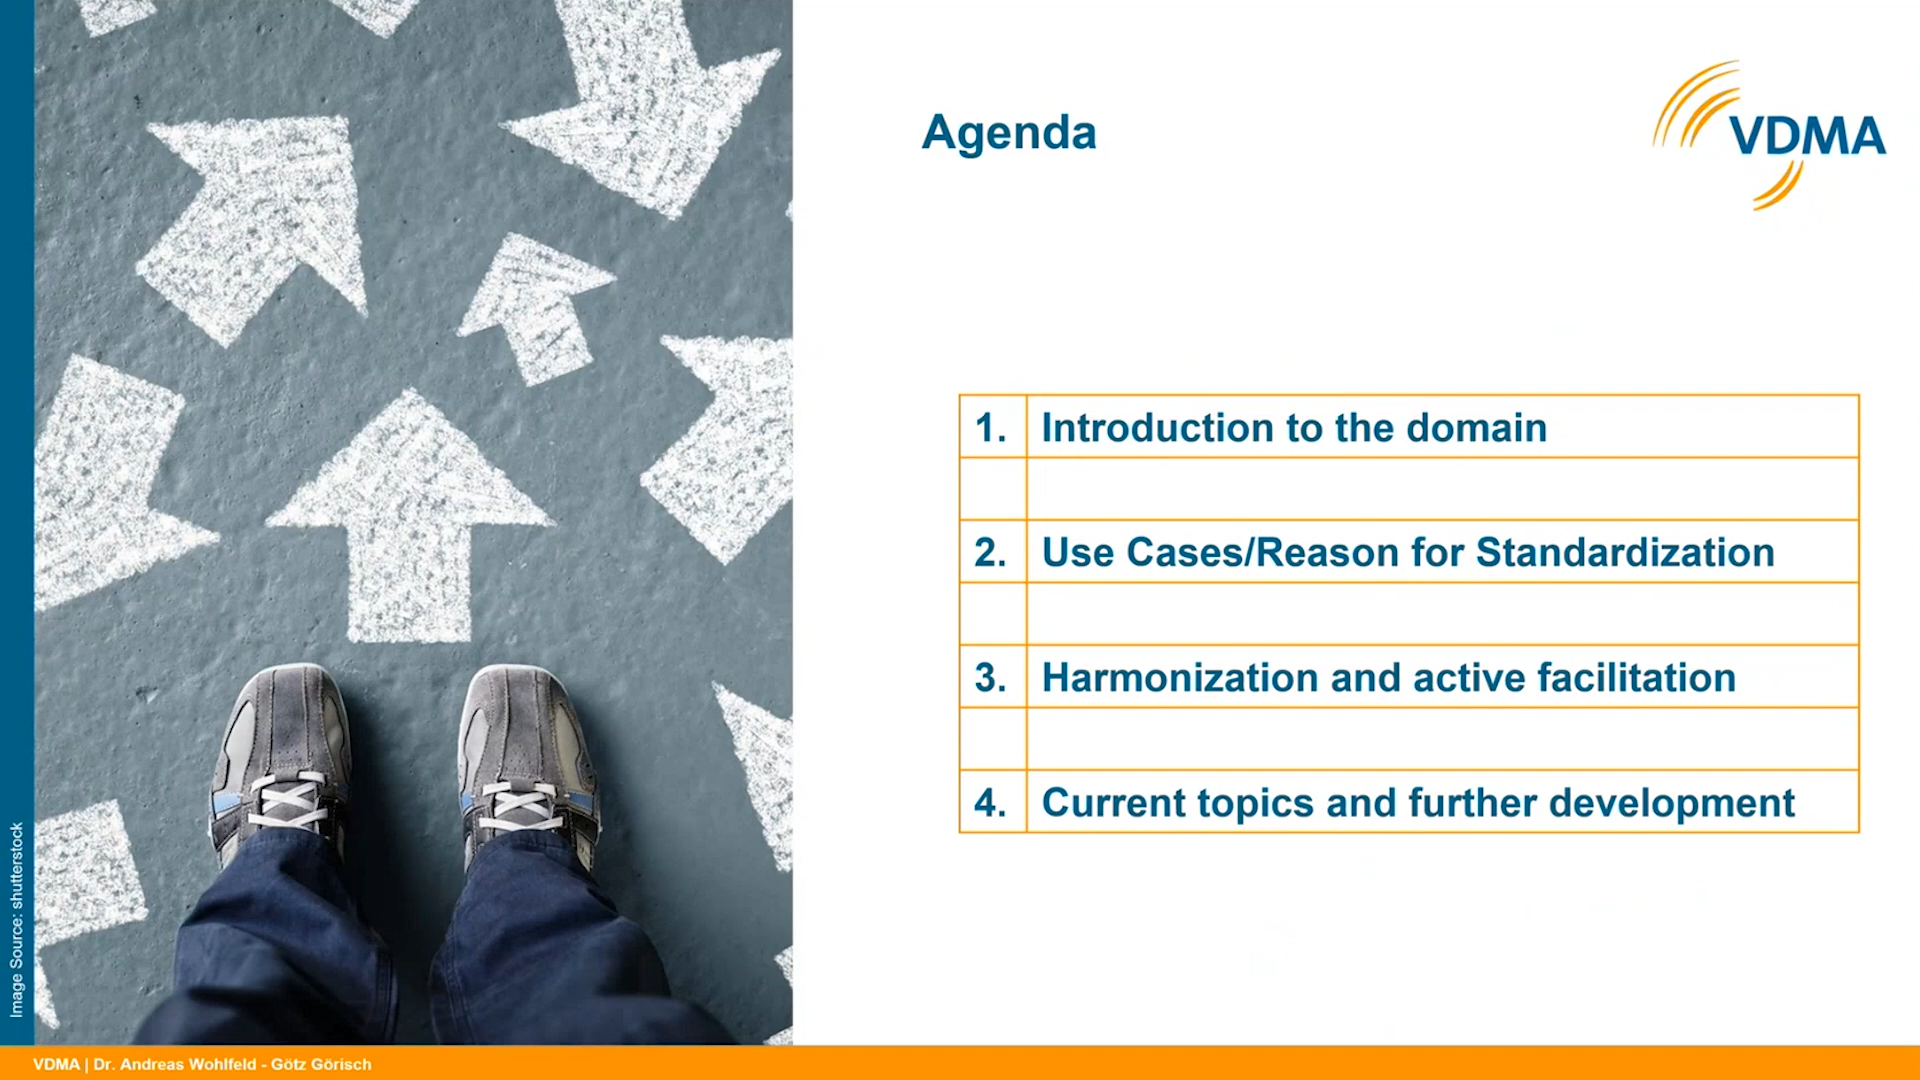 Agenda
VDMA
1. Introduction to the domain
2. Use Cases/Reason for Standardization
3. Harmonization and active facilitation
4. Current topics and further development
Image Source: shutterstock
VDMA | Dr. Andreas Wohlfeld - Götz Görisch